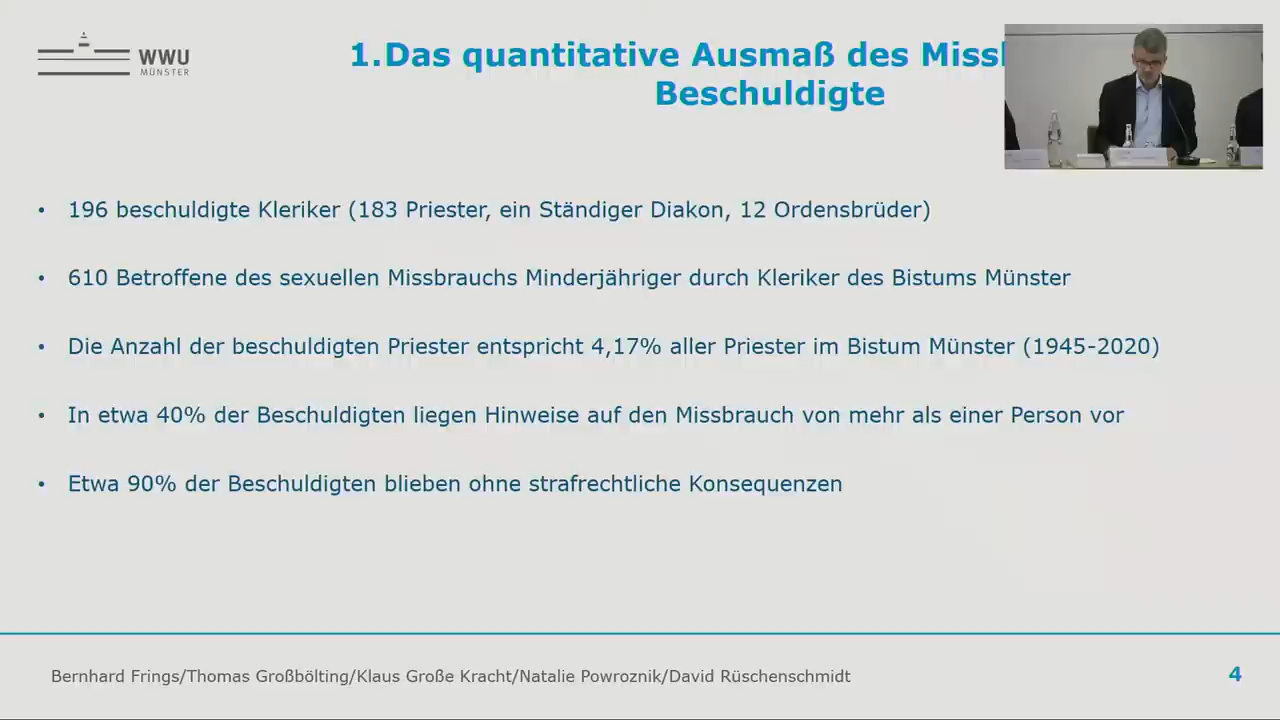 WWU
MÜNSTER
1.Das quantitative Ausmaß des
Beschuldigte
• 196 beschuldigte Kleriker (183 Priester, ein Ständiger Diakon, 12 Ordensbrüder)
• 610 Betroffene des sexuellen Missbrauchs Minderjähriger durch Kleriker des Bistums Münster
• Die Anzahl der beschuldigten Priester entspricht 4,17% aller Priester im Bistum Münster (1945-2020)
• In etwa 40% der Beschuldigten liegen Hinweise auf den Missbrauch von mehr als einer Person vor
• Etwa 90% der Beschuldigten blieben ohne strafrechtliche Konsequenzen
Bernhard Frings/Thomas Großbölting/Klaus Große Kracht/Natalie Powroznik/David Rüschenschmidt
4